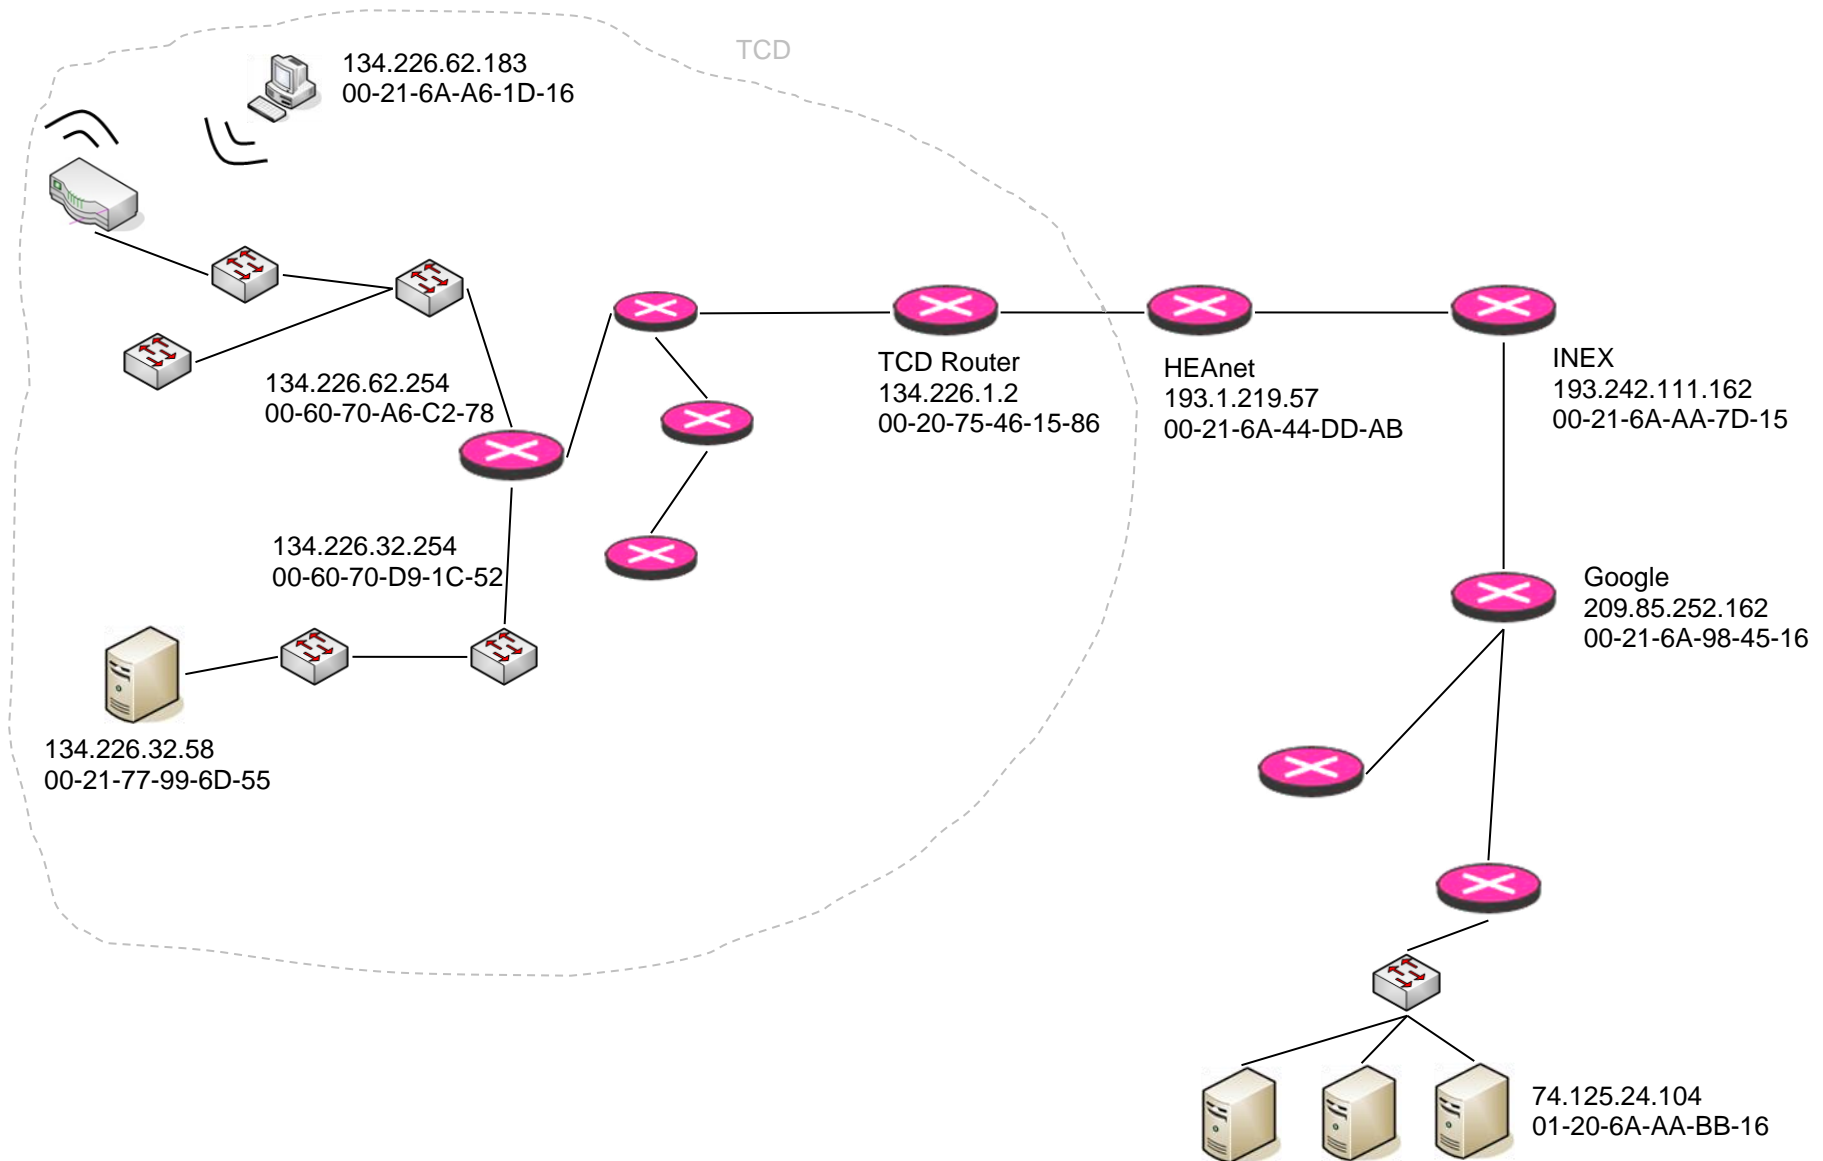 TCD
134.226.62.183
00-21-6A-A6-1D-16
134.226.62.254
00-60-70-A6-C2-78
TCD Router
134.226.1.2
00-20-75-46-15-86
HEAnet
193.1.219.57
00-21-6A-44-DD-AB
INEX
193.242.111.162
00-21-6A-AA-7D-15
134.226.32.254
00-60-70-D9-1C-52
Google
209.85.252.162
00-21-6A-98-45-16
134.226.32.58
00-21-77-99-6D-55
74.125.24.104
01-20-6A-AA-BB-16